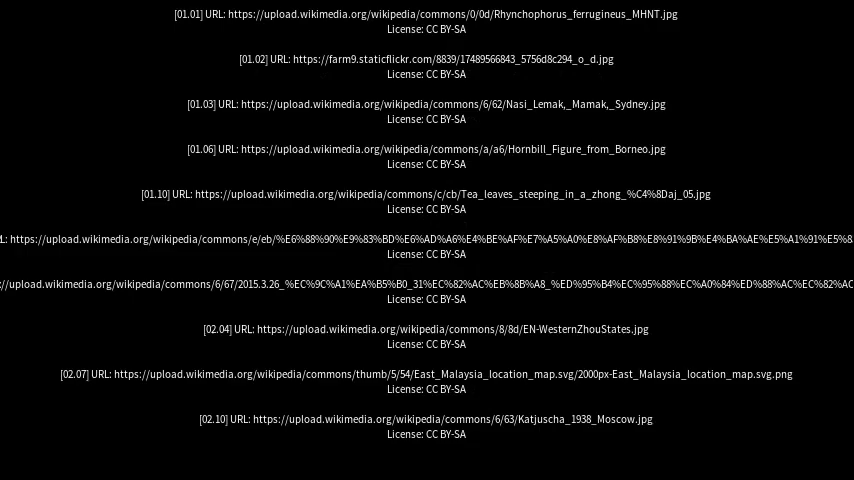 [01.01] URL: https://upload.wikimedia.org/wikipedia/commons/0/0d/Rhynchophorus_ferrugineus_MHNT.jpg
License: CC BY-SA
[01.02] URL: https://farm9.staticflickr.com/8839/17489566843_5756d8c294_o_d.jpg
License: CC BY-SA
[01.03] URL: https://upload.wikimedia.org/wikipedia/commons/6/62/Nasi_Lemak,_Mamak,_Sydney.jpg
License: CC BY-SA
[01.06] URL: https://upload.wikimedia.org/wikipedia/commons/a/a6/Hornbill_Figure_from_Borneo.jpg
License: CC BY-SA
[01.10] URL: https://upload.wikimedia.org/wikipedia/commons/c/cb/Tea_leaves_steeping_in_a_zhong_%C4%8Daj_05.jpg
License: CC BY-SA
L: https://upload.wikimedia.org/wikipedia/commons/e/eb/%E6%88%90%E9%83%BD%E6%AD%A6%E4%BE%AF%E7%A5%A0%E8%AF%B8%E8%91%9B%E4%BA%AE%E5%A1%91%E5%8
License: CC BY-SA
://upload.wikimedia.org/wikipedia/commons/6/67/2015.3.26_%EC%9C%A1%EA%B5%B0_31%EC%82%AC%EB%8B%A8_%ED%95%B4%EC%95%88%EC%A0%84%ED%88%AC%EC%82%AC
License: CC BY-SA
[02.04] URL: https://upload.wikimedia.org/wikipedia/commons/8/8d/EN-WesternZhouStates.jpg
License: CC BY-SA
[02.07] URL: https://upload.wikimedia.org/wikipedia/commons/thumb/5/54/East_Malaysia_location_map.svg/2000px-East_Malaysia_location_map.svg.png
License: CC BY-SA
[02.10] URL: https://upload.wikimedia.org/wikipedia/commons/6/63/Katjuscha_1938_Moscow.jpg
License: CC BY-SA